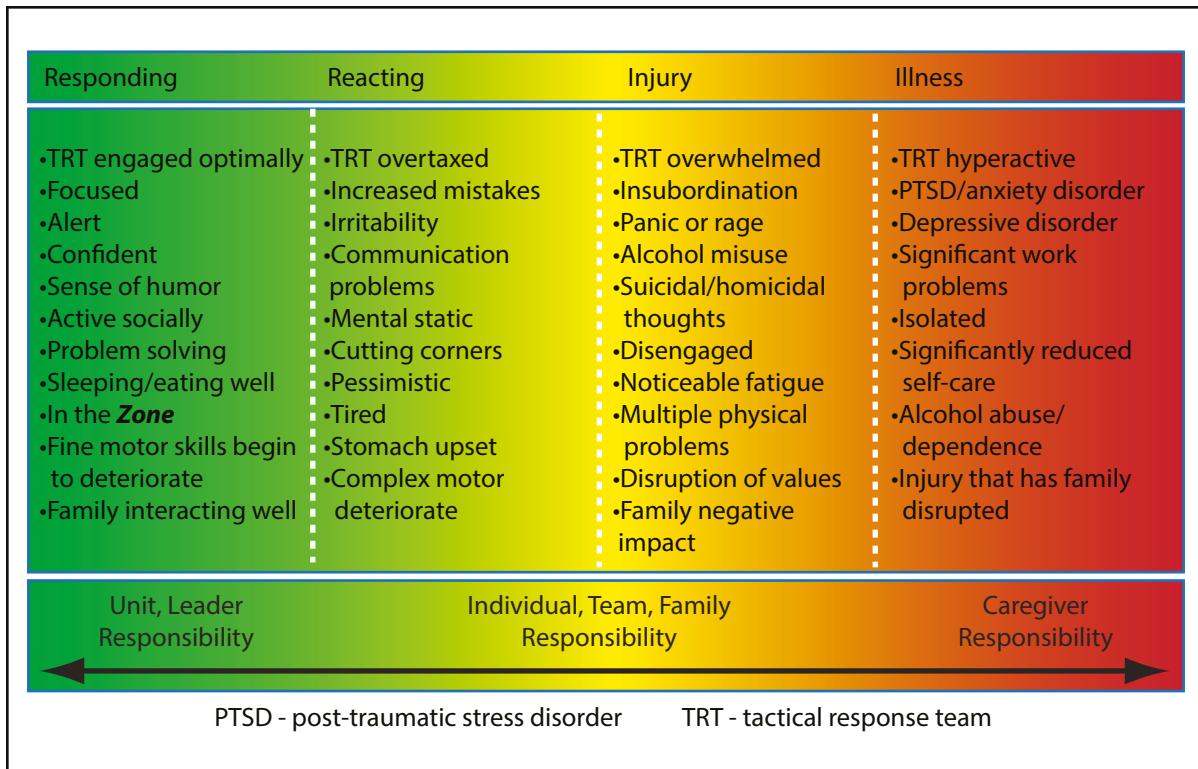 Responding
Reacting
Injury
Illness
•TRT engaged optimally
•Focused
•Alert
•Confident
•Sense of humor
•Active socially
•Problem solving
•Sleeping/eating well
•In the Zone
•Fine motor skills begin
to deteriorate
•Family interacting well
•TRT overtaxed
•Increased mistakes
•Irritability
•Communication
problems
•Mental static
•Cutting corners
•Pessimistic
•Tired
•Stomach upset
•Complex motor
deteriorate
•TRT overwhelmed
•Insubordination
•Panic or rage
•Alcohol misuse
•Suicidal/homicidal
thoughts
•Disengaged
•Noticeable fatigue
•Multiple physical
problems
•Disruption of values
•Family negative
impact
•TRT hyperactive
•PTSD/anxiety disorder
•Depressive disorder
•Significant work
problems
•Isolated
•Significantly reduced
self-care
•Alcohol abuse/
dependence
•Injury that has family
disrupted
Unit, Leader
Responsibility
Individual, Team, Family
Responsibility
Caregiver
Responsibility
PTSD - post-traumatic stress disorder
TRT - tactical response team